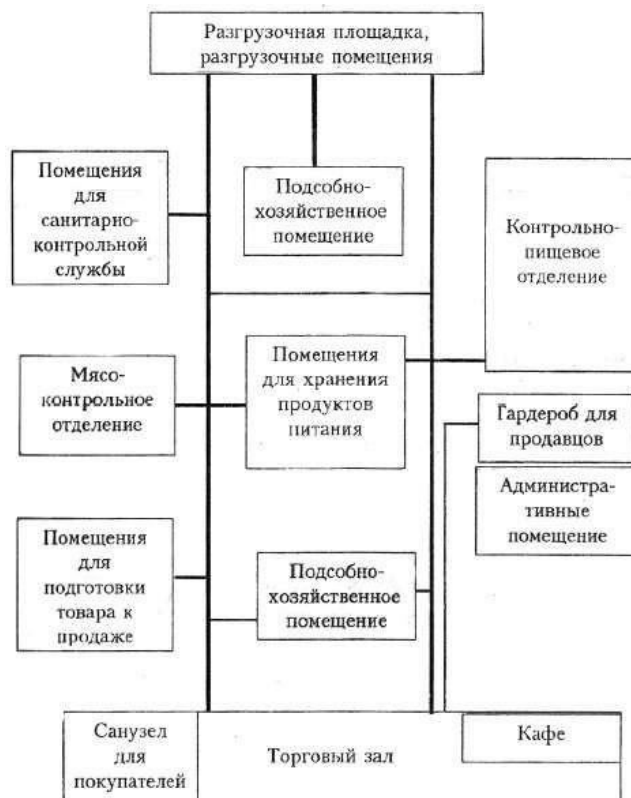 Разгрузочная площадка,
разгрузочные помещения
Помещения
для
санитарно-
контрольной
службы
Подсобно-
хозяйственное
помещение
Контрольно-
пищевое
отделение
Мясо-
контрольное
отделение
Помещения
для хранения
продуктов
питания
Гардероб для
продавцов
Администра-
тивные
помещение
Помещения
для
подготовки
товара к
продаже
Подсобно-
хозяйственное
помещение
Санузел
для
покупателей
Торговый зал
Кафе